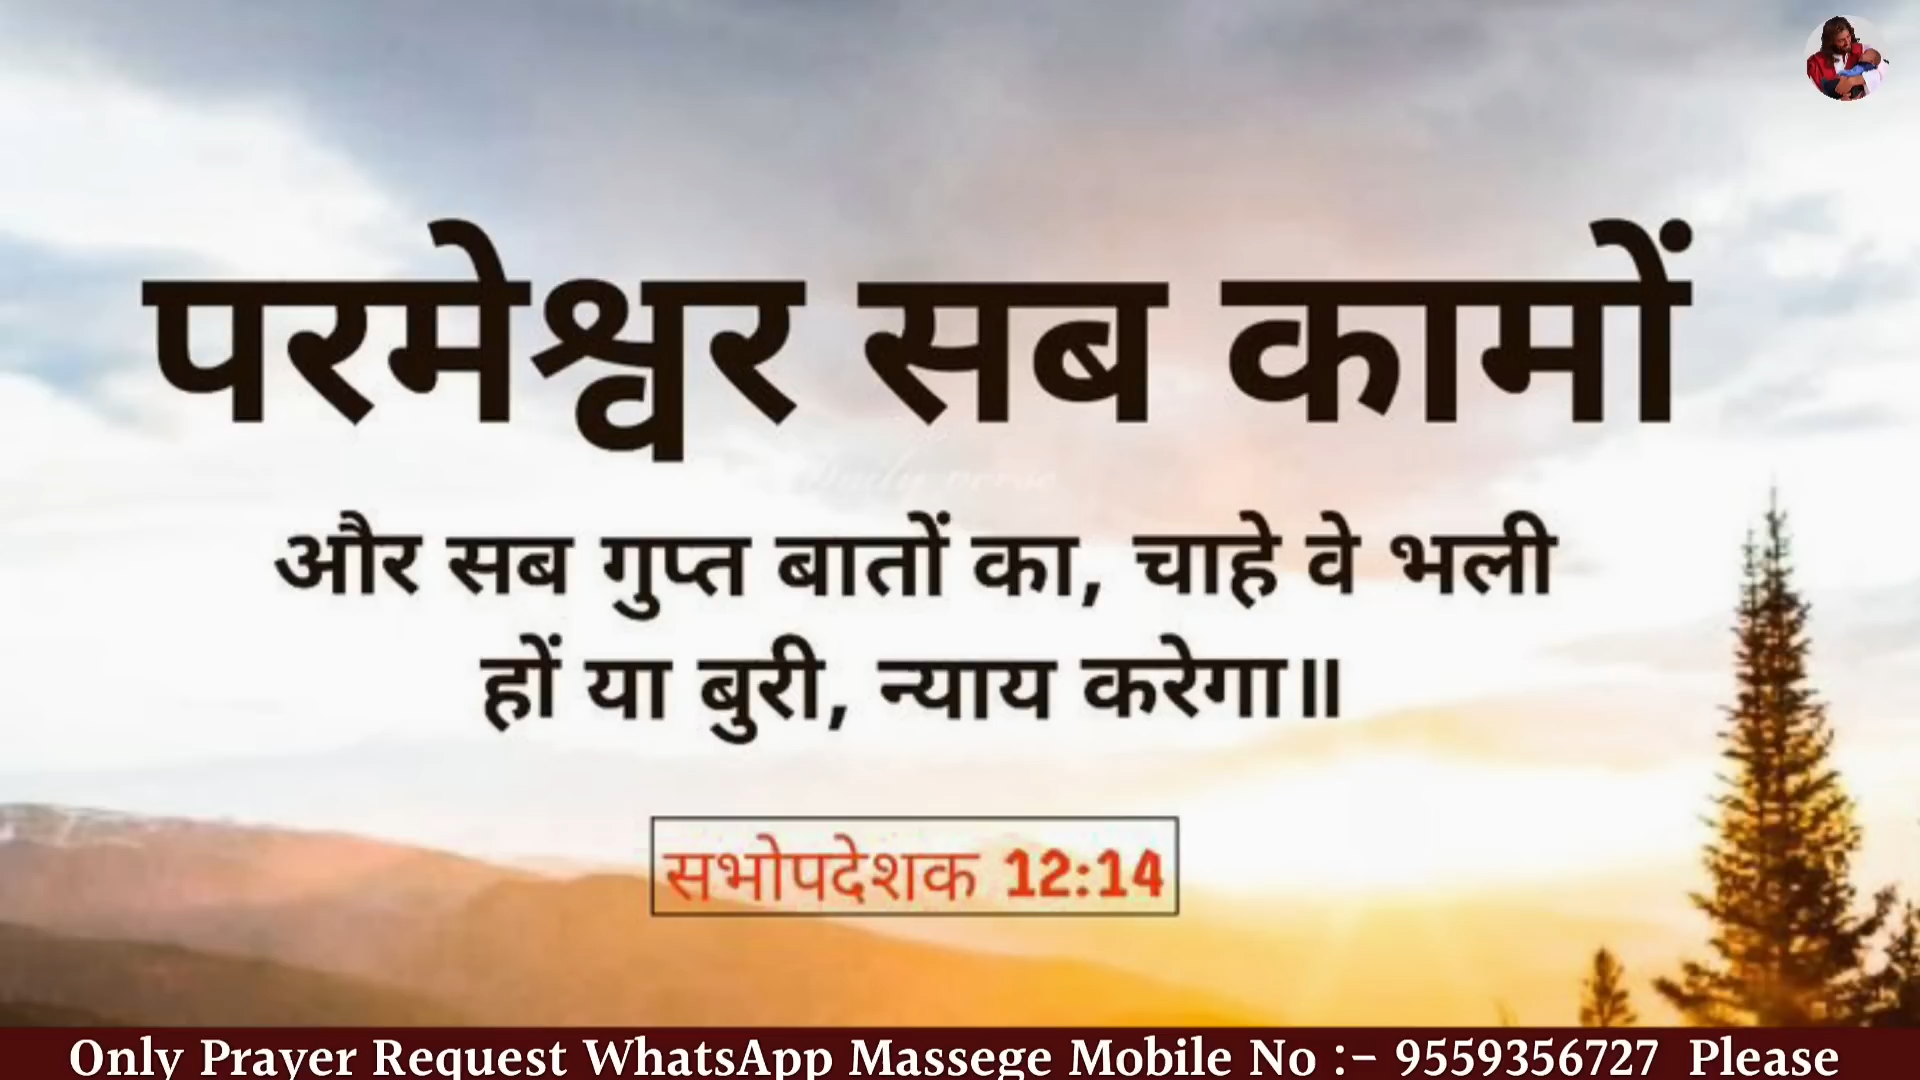 परमेश्वर सब कामों
और सब गुप्त बातों का, चाहे वे भली
हों या बुरी, न्याय करेगा॥
सभोपदेशक 12:14
Only Prayer Request WhatsApp Massege Mobile No :– 9559356727 Please